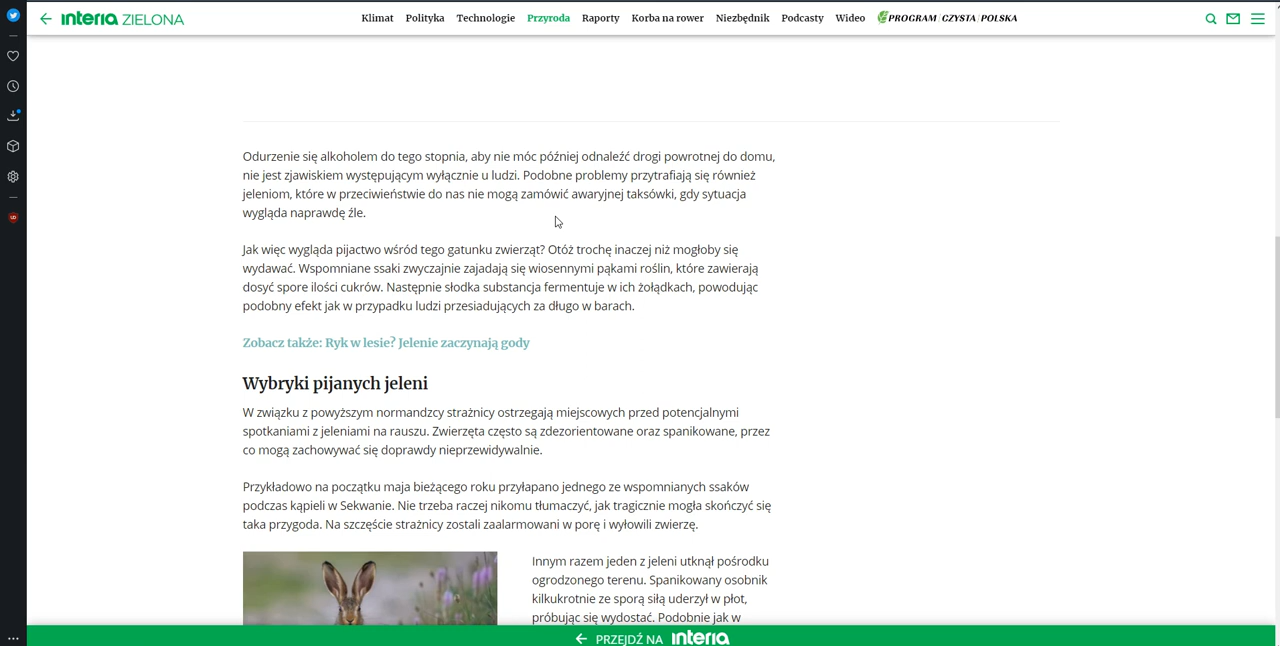 interia ZIELONA
Klimat Polityka Technologie Przyroda Raporty Korba na rower Niezbędnik Podcasty Wideo PROGRAM CZYSTA POLSKA
Odurzenie się alkoholem do tego stopnia, aby nie móc później odnaleźć drogi powrotnej do domu,
nie jest zjawiskiem występującym wyłącznie u ludzi. Podobne problemy przytrafiają się również
jeleniom, które w przeciwieństwie do nas nie mogą zamówić awaryjnej taksówki, gdy sytuacja
wygląda naprawdę źle.
Jak więc wygląda pijactwo wśród tego gatunku zwierząt? Otóż trochę inaczej niż mogłoby się
wydawać. Wspomniane ssaki zwyczajnie zajadają się wiosennymi pąkami roślin, które zawierają
dosyć spore ilości cukrów. Następnie słodka substancja fermentuje w ich żołądkach, powodując
podobny efekt jak w przypadku ludzi przesiadujących za długo w barach.
Zobacz także: Ryk w lesie? Jelenie zaczynają gody
Wybryki pijanych jeleni
W związku z powyższym normandzcy strażnicy ostrzegają miejscowych przed potencjalnymi
spotkaniami z jeleniami na rauszu. Zwierzęta często są zdezorientowane oraz spanikowane, przez
co mogą zachowywać się doprawdy nieprzewidywalnie.
Przykładowo na początku maja bieżącego roku przyłapano jednego ze wspomnianych ssaków
podczas kąpieli w Sekwanie. Nie trzeba raczej nikomu tłumaczyć, jak tragicznie mogła skończyć się
taka przygoda. Na szczęście strażnicy zostali zaalarmowani w porę i wyłowili zwierzę.
Innym razem jeden z jeleni utknął pośrodku
ogrodzonego terenu. Spanikowany osobnik
kilkukrotnie ze sporą siłą uderzył w płot,
próbując się wydostać. Podobnie jak w
PRZEJDŹ NA interia